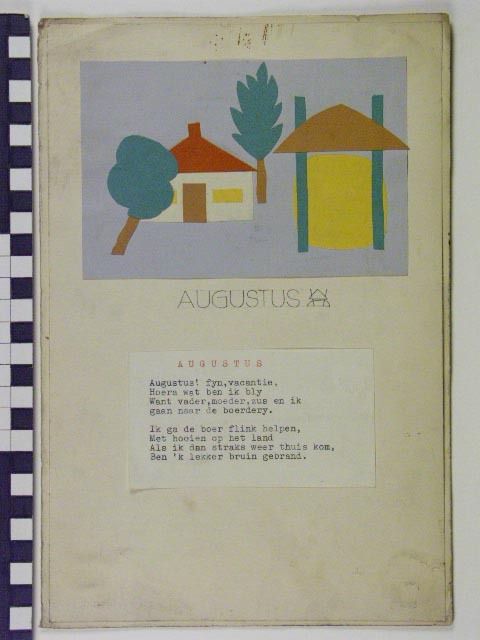 AUGUSTUS
AUGUSTUS
Augustus! fyn,vacantie,
Hoera wat ben ik bly
Want vader,moeder,zus en ik
gaan naar de boerdery.
Ik ga de boer flink helpen,
Met hooien op het land
Als ik dan straks weer thuis kom,
Ben 'k lekker bruin gebrand.